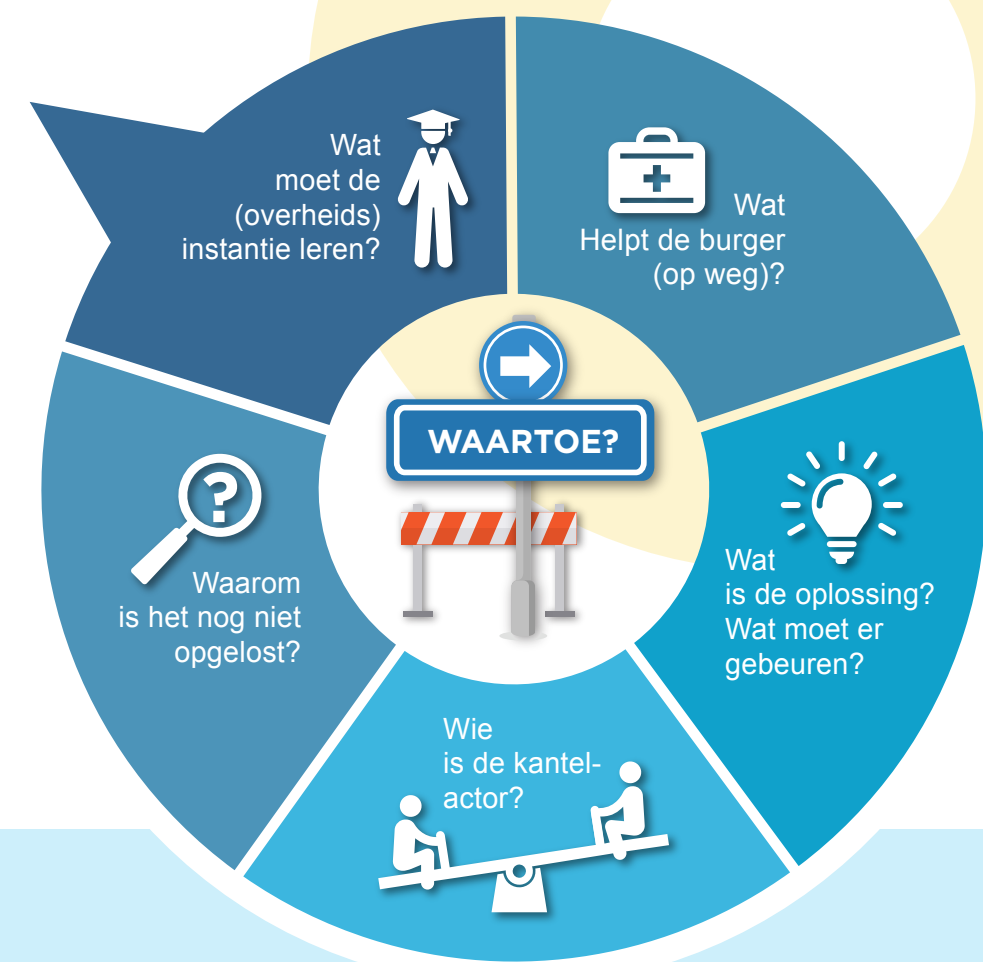 Wat
moet de
(overheids)
instantie leren?
Wat
Helpt de burger
(op weg)?
WAARTOE?
?
Waarom
is het nog niet
opgelost?
Wat
is de oplossing?
Wat moet er
gebeuren?
Wie
is de kantel-
actor?